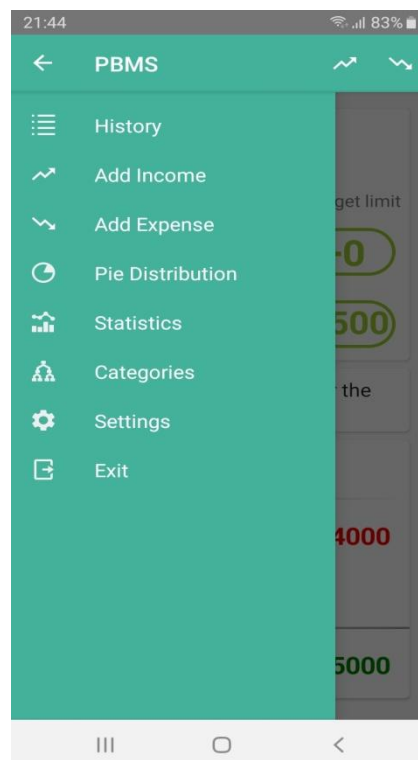 21:44 83%
PBMS
History
Add Income
get limit
Add Expense
-0
Pie Distribution
Statistics
500
Categories
the
Settings
Exit
4000
5000